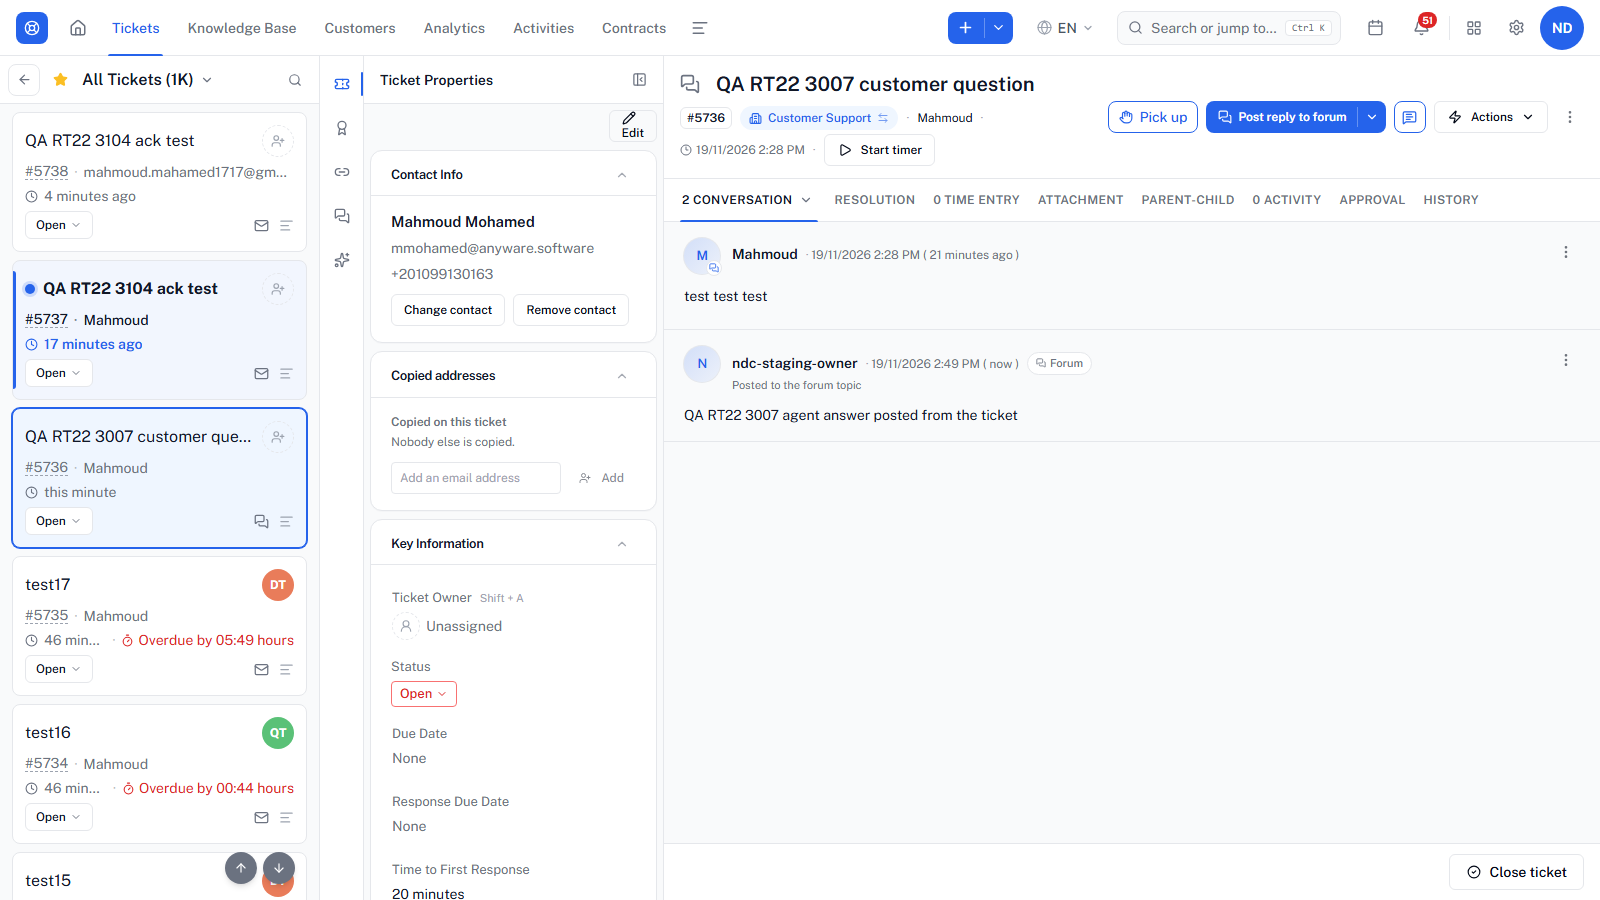 Tickets
Knowledge Base
Customers
Analytics
Activities
Contracts
EN
Search or jump to...
Ctrl K
51
ND
All Tickets (1K)
QA RT22 3104 ack test
#5738 · mahmoud.mahamed1717@gm...
4 minutes ago
Open
QA RT22 3104 ack test
#5737 · Mahmoud
17 minutes ago
Open
QA RT22 3007 customer que...
#5736 · Mahmoud
this minute
Open
test17
DT
#5735 · Mahmoud
46 min... · Overdue by 05:49 hours
Open
test16
QT
#5734 · Mahmoud
46 min... · Overdue by 00:44 hours
Open
test15
Ticket Properties
Edit
Contact Info
Mahmoud Mohamed
mmohamed@anyware.software
+201099130163
Change contact
Remove contact
Copied addresses
Copied on this ticket
Nobody else is copied.
Add an email address
Add
Key Information
Ticket Owner Shift + A
Unassigned
Status
Open
Due Date
None
Response Due Date
None
Time to First Response
20 minutes
QA RT22 3007 customer question
#5736
Customer Support
· Mahmoud ·
19/11/2026 2:28 PM ·
Start timer
Pick up
Post reply to forum
Actions
2 CONVERSATION
RESOLUTION
0 TIME ENTRY
ATTACHMENT
PARENT-CHILD
0 ACTIVITY
APPROVAL
HISTORY
M
Mahmoud · 19/11/2026 2:28 PM ( 21 minutes ago )
test test test
N
ndc-staging-owner · 19/11/2026 2:49 PM ( now )
Forum
Posted to the forum topic
QA RT22 3007 agent answer posted from the ticket
Close ticket